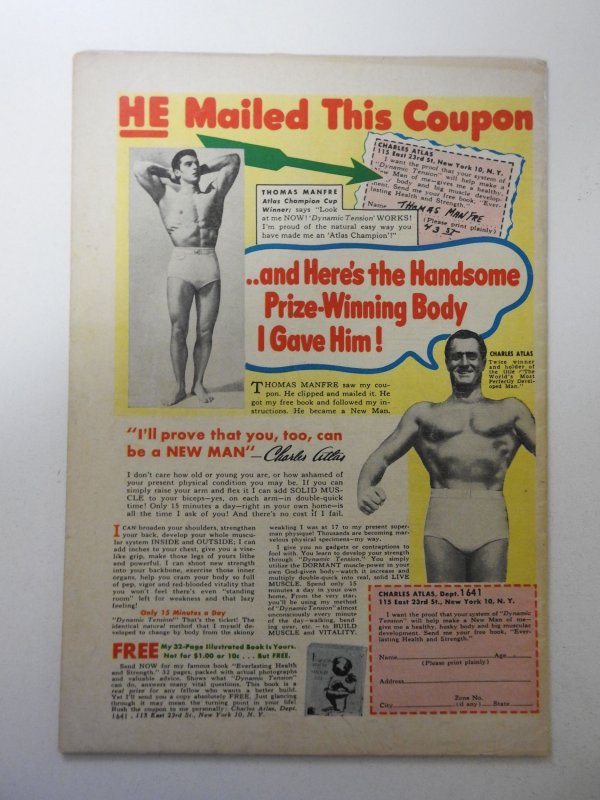 HE Mailed This Coupon
CHARLES ATLAS
115 East 23rd St. New York 10, N. Y.
I want the proof that your system of
"Dynamic Tension" will help make a
New Man of me—gives me a healthy,
body and big muscle develop-
ment. Send me your free book, "Ever-
lasting Health and Strength."
Name THOMAS MANFRE
(Please print plainly)
THOMAS MANFRE
Atlas Champion Cup
Winner; says "Look
at me NOW! 'Dynamic Tension' WORKS!
I'm proud of the natural easy way you
have made me an 'Atlas Champion'!"
..and Here's the Handsome
Prize-Winning Body
I Gave Him!
CHARLES ATLAS
Twice winner
and holder of
the title "The
World's Most
Perfectly Devel-
oped Man."
THOMAS MANFRE saw my cou-
pon. He clipped and mailed it. He
got my free book and followed my in-
structions. He became a New Man.
"I'll prove that you, too, can
be a NEW MAN"—Charles Atlas
I don't care how old or young you are, or how ashamed of
your present physical condition you may be. If you can
simply raise your arm and flex it I can add SOLID MUS-
CLE to your biceps—yes, on each arm—in double-quick
time! Only 15 minutes a day—right in your own home—is
all the time I ask of you! And there's no cost if I fail.
I CAN broaden your shoulders, strengthen
your back, develop your whole muscu-
lar system INSIDE and OUTSIDE! I can
add inches to your chest, give you a vise-
like grip, make those legs of yours lithe
and powerful. I can shoot new strength
into your backbone, exercise those inner
organs, help you cram your body so full
of pep, vigor and red-blooded vitality that
you won't feel there's even "standing
room" left for weakness and that lazy
feeling!
Only 15 Minutes a Day
"Dynamic Tension!" That's the ticket! The
identical natural method that I myself de-
veloped to change by body from the skinny
weakling I was at 17 to my present super-
man physique! Thousands are becoming mar-
velous physical specimens—my way.
I give you no gadgets or contraptions to
fool with. You learn to develop your strength
through "Dynamic Tension." You simply
utilize the DORMANT muscle-power in your
own God-given body—watch it increase and
multiply double-quick into real, solid LIVE
MUSCLE. Spend only 15
minutes a day in your own
home. From the very start
you'll be using my method
of "Dynamic Tension" almost
unconsciously every minute
of the day—walking, bend-
ing over, etc. — to BUILD
MUSCLE and VITALITY.
FREE My 32-Page Illustrated Book is Yours.
Not for $1.00 or 10c . . . But FREE.
Send NOW for my famous book "Everlasting Health
and Strength." 32 pages, packed with actual photographs
and valuable advice. Shows what "Dynamic Tension"
can do, answers many vital questions. This book is a
real prize for any fellow who wants a better build.
Yet I'll send you a copy absolutely FREE. Just glancing
through it may mean the turning point in your life!
Rush the coupon to me personally: Charles Atlas, Dept.
1641, 115 East 23rd St., New York 10, N. Y.
CHARLES ATLAS, Dept. 1641
115 East 23rd St., New York 10, N. Y.
I want the proof that your system of "Dynamic
Tension" will help make a New Man of me—
give me a healthy, husky body and big muscular
development. Send me your free book, "Ever-
lasting Health and Strength."
Name Age
(Please print plainly)
Address
Zone No.
City (if any) State